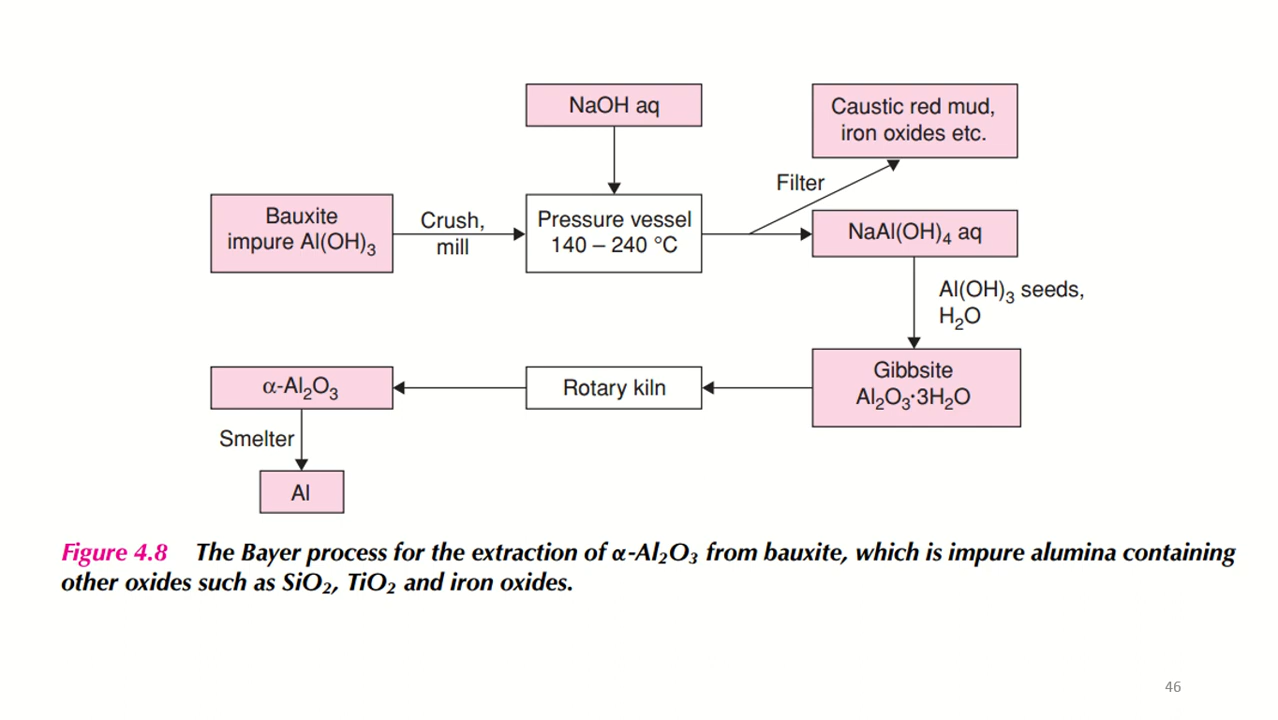 NaOH aq
Caustic red mud,
iron oxides etc.
Filter
Bauxite
impure Al(OH)₃
Crush,
mill
Pressure vessel
140 – 240 °C
NaAl(OH)₄ aq
Al(OH)₃ seeds,
H₂O
Gibbsite
Al₂O₃·3H₂O
Rotary kiln
α-Al₂O₃
Smelter
Al
Figure 4.8 The Bayer process for the extraction of α-Al₂O₃ from bauxite, which is impure alumina containing
other oxides such as SiO₂, TiO₂ and iron oxides.
46